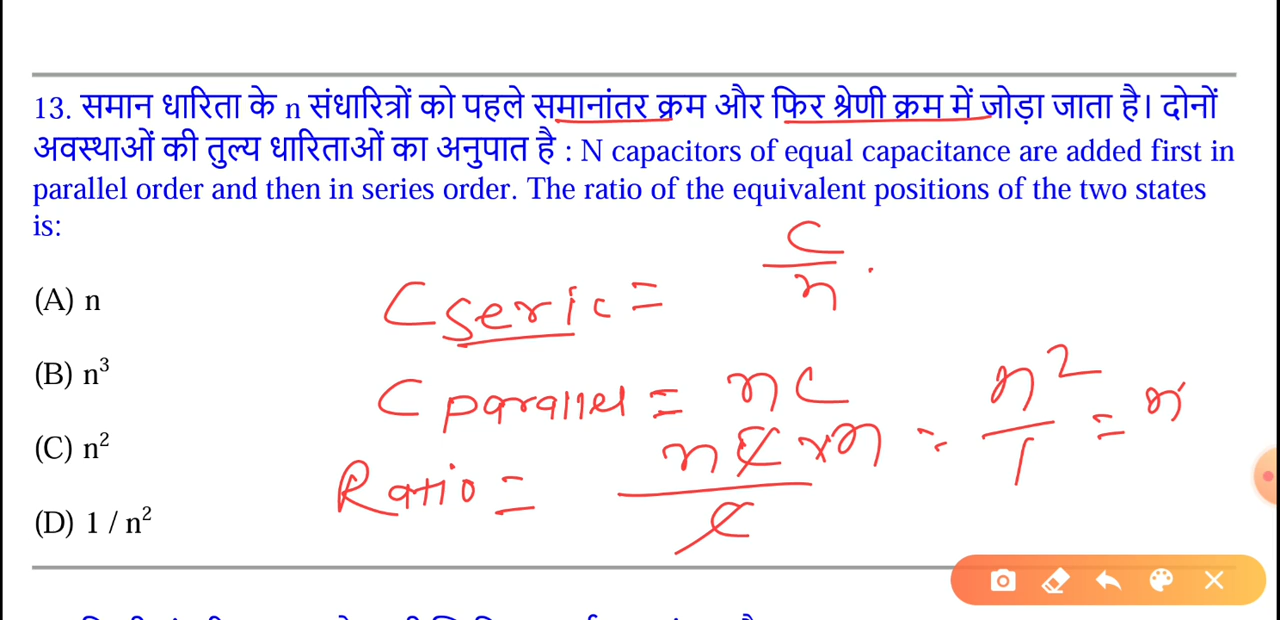 13. समान धारिता के n संधारित्रों को पहले समानांतर क्रम और फिर श्रेणी क्रम में जोड़ा जाता है। दोनों
अवस्थाओं की तुल्य धारिताओं का अनुपात है : N capacitors of equal capacitance are added first in
parallel order and then in series order. The ratio of the equivalent positions of the two states
is:
(A) n
(B) n³
(C) n²
(D) 1 / n²
C seric = C/n .
C parallel = nC
Ratio = nC×n/C = n²/1 = n